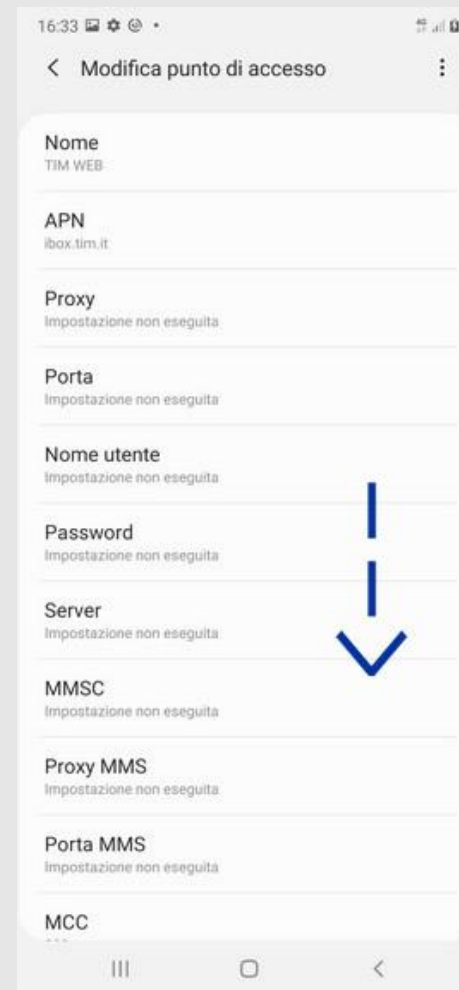 16:33
Modifica punto di accesso
Nome
TIM WEB
APN
ibox.tim.it
Proxy
Impostazione non eseguita
Porta
Impostazione non eseguita
Nome utente
Impostazione non eseguita
Password
Impostazione non eseguita
Server
Impostazione non eseguita
MMSC
Impostazione non eseguita
Proxy MMS
Impostazione non eseguita
Porta MMS
Impostazione non eseguita
MCC